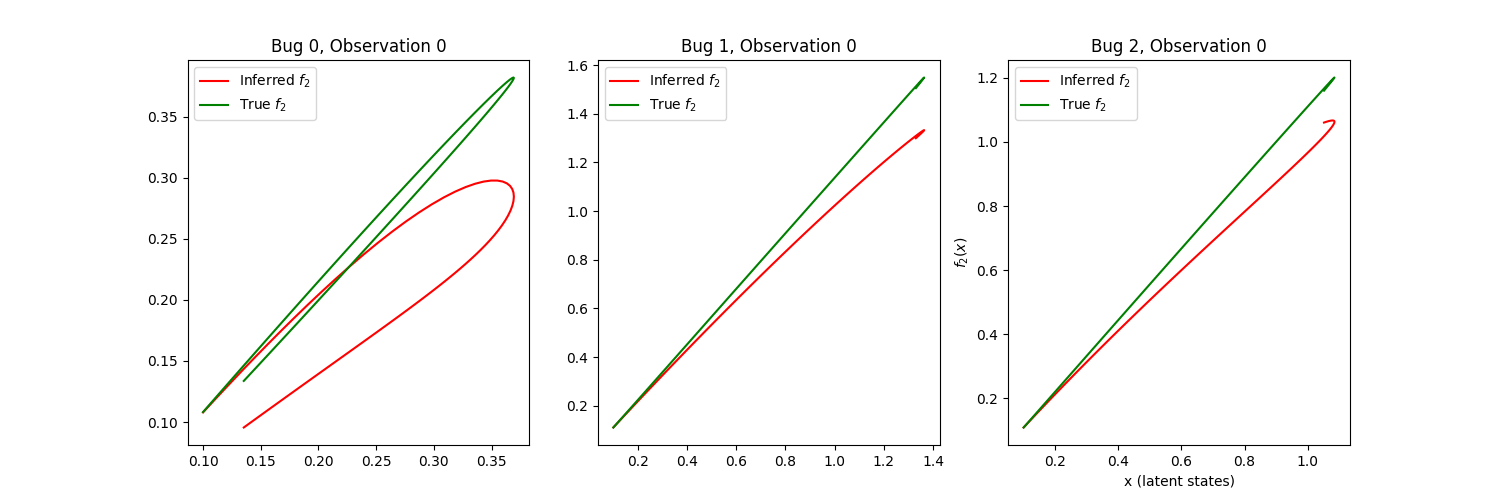 Bug 0, Observation 0
Inferred f₂
True f₂
0.35
0.30
0.25
0.20
0.15
0.10
0.10 0.15 0.20 0.25 0.30 0.35
Bug 1, Observation 0
Inferred f₂
True f₂
1.6
1.4
1.2
1.0
0.8
0.6
0.4
0.2
0.2 0.4 0.6 0.8 1.0 1.2 1.4
Bug 2, Observation 0
Inferred f₂
True f₂
f₂(x)
1.2
1.0
0.8
0.6
0.4
0.2
0.2 0.4 0.6 0.8 1.0
x (latent states)